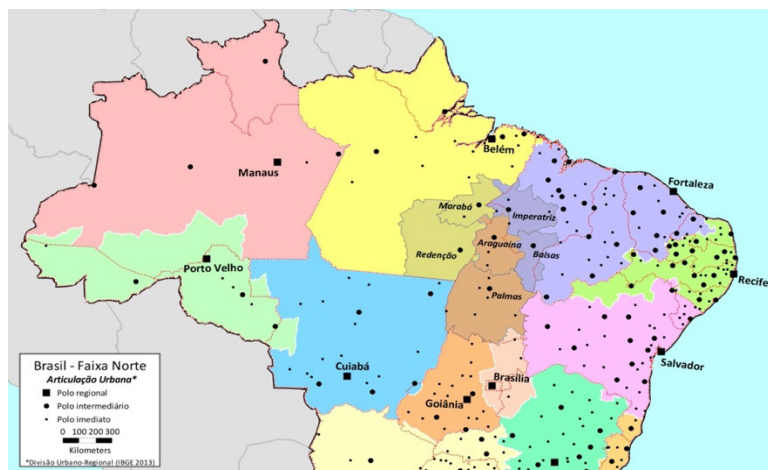 Manaus
Belém
Fortaleza
Marabá
Imperatriz
Araguaína
Redenção
Balsas
Porto Velho
Recife
Palmas
Salvador
Cuiabá
Brasília
Goiânia
Brasil - Faixa Norte
Articulação Urbana*
Polo regional
Polo intermediário
Polo imediato
0 100 200 300
Kilometers
*Divisão Urbano-Regional (IBGE 2013)